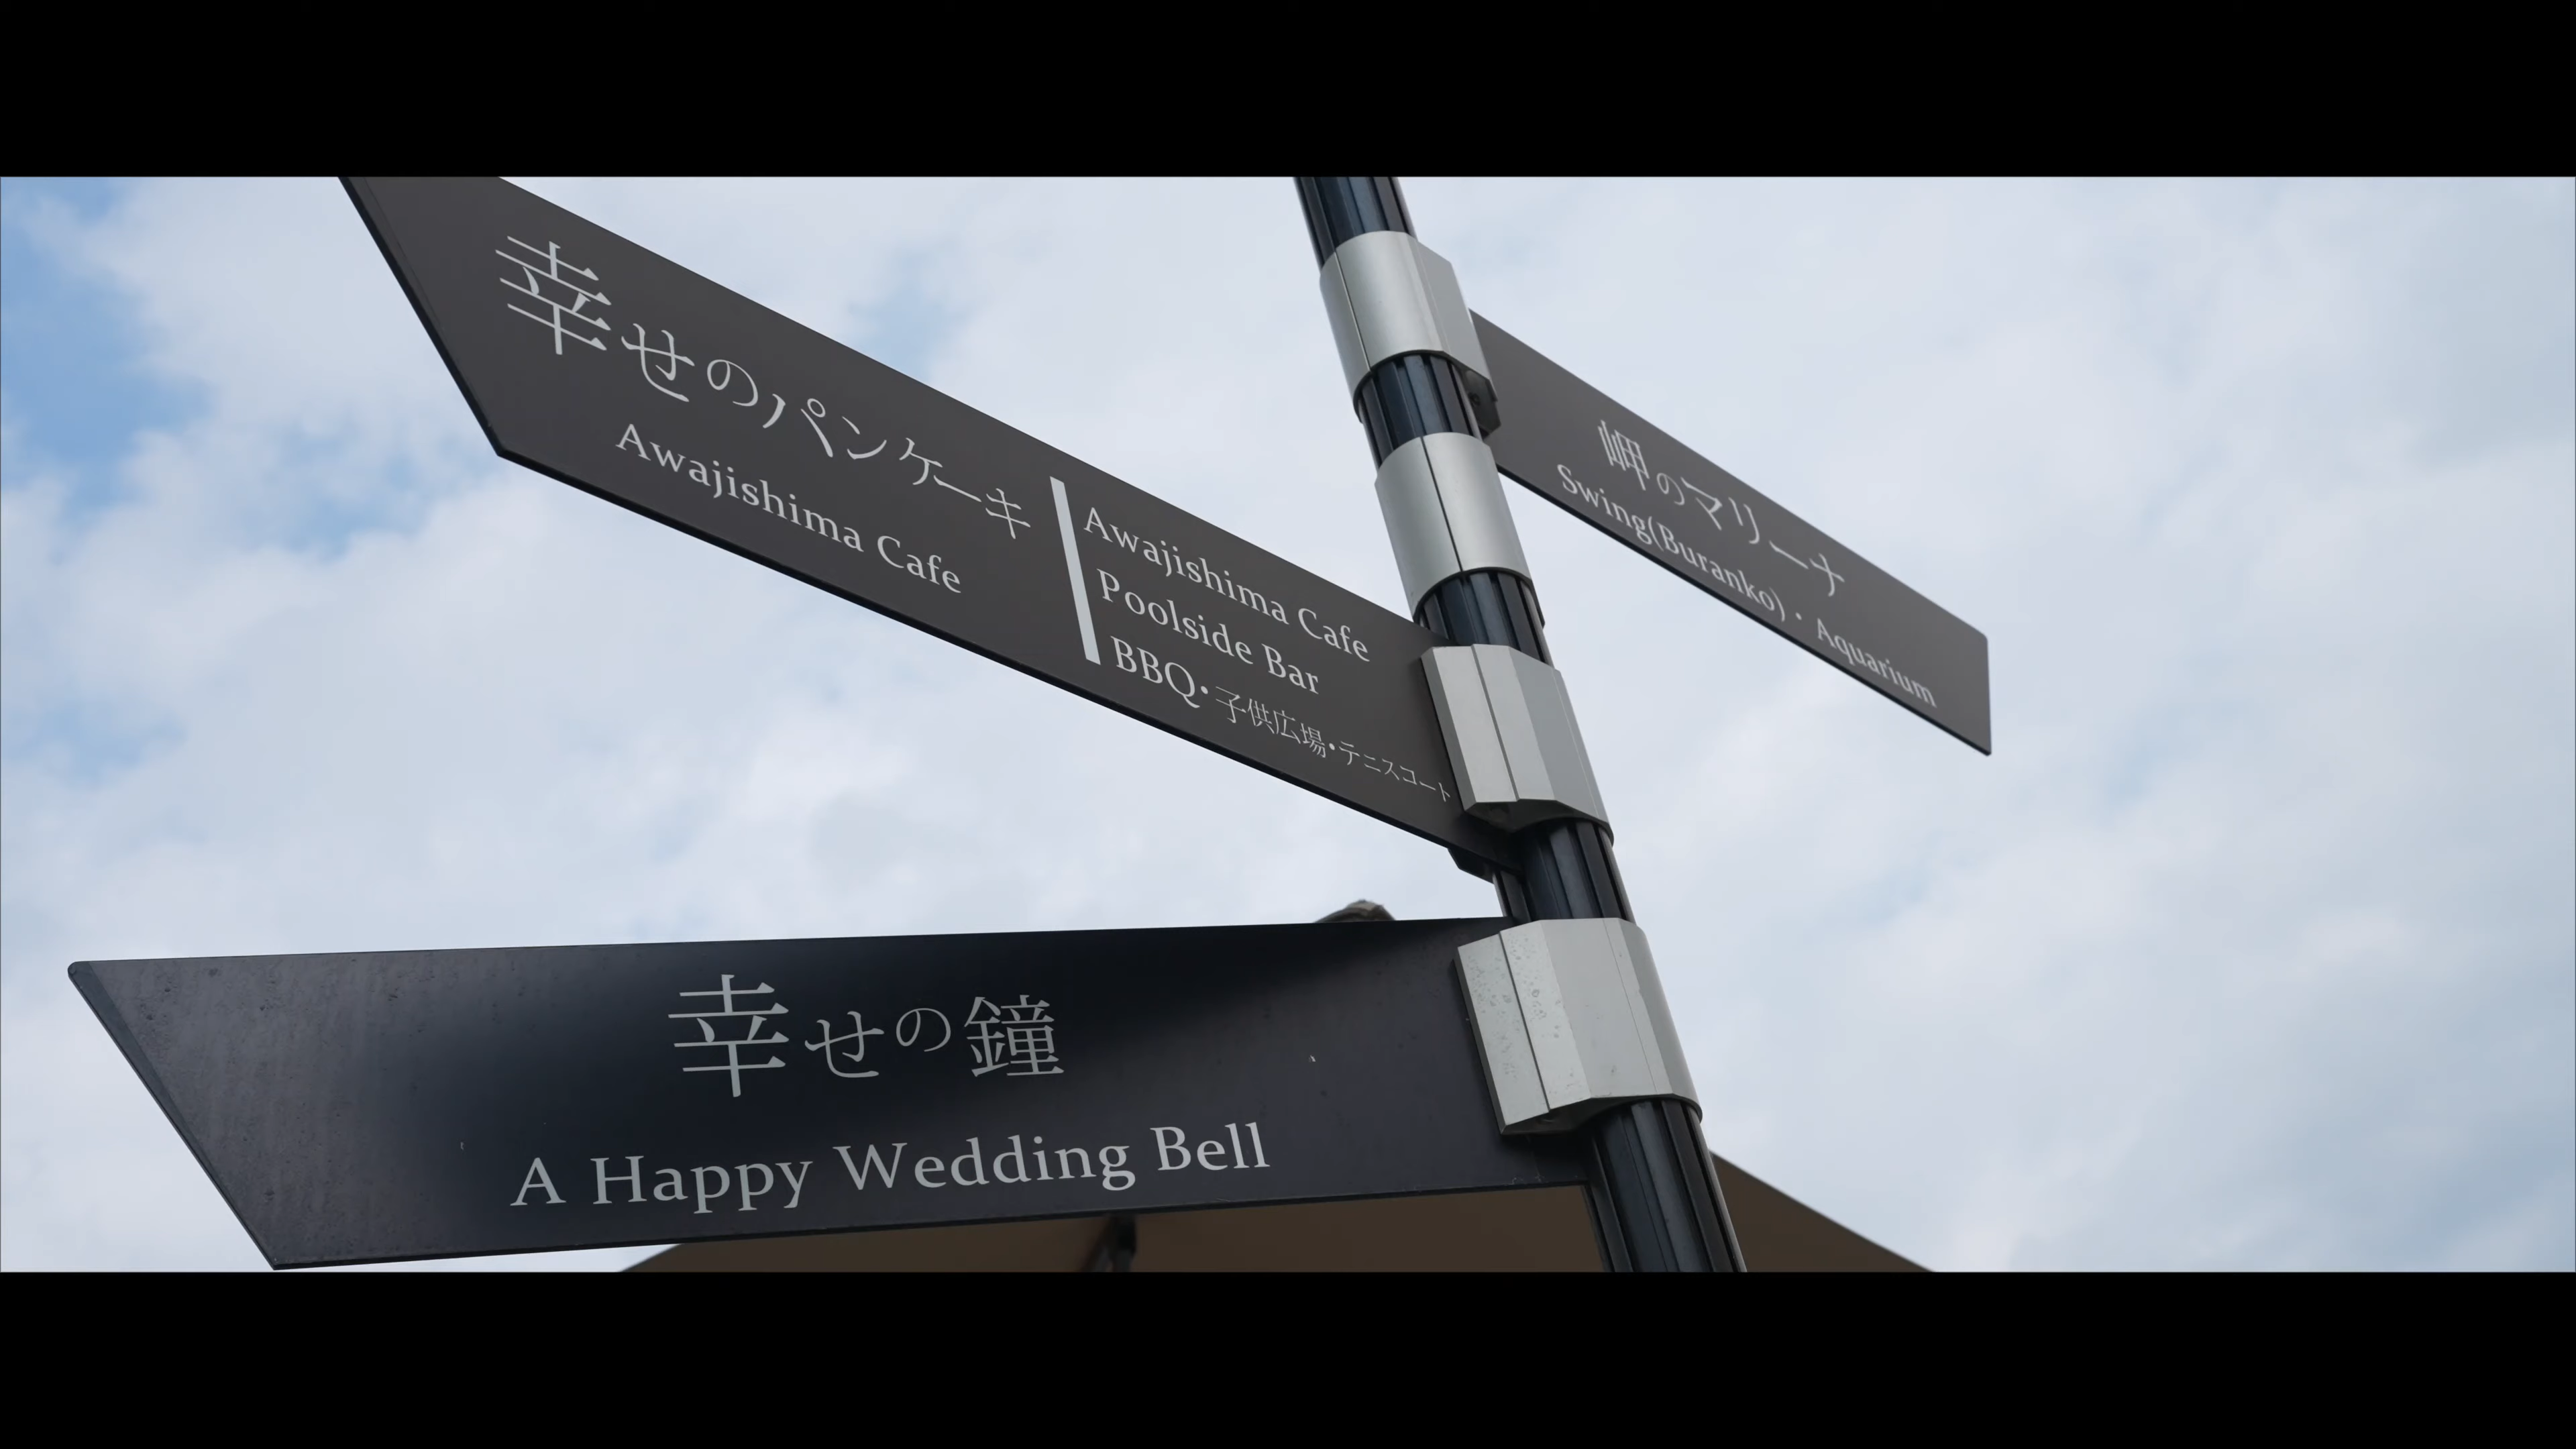 幸せのパンケーキ
Awajishima Cafe
Awajishima Cafe
Poolside Bar
BBQ・子供広場・テニスコート
岬のマリーナ
Swing(Buranko)・Aquarium
幸せの鐘
A Happy Wedding Bell